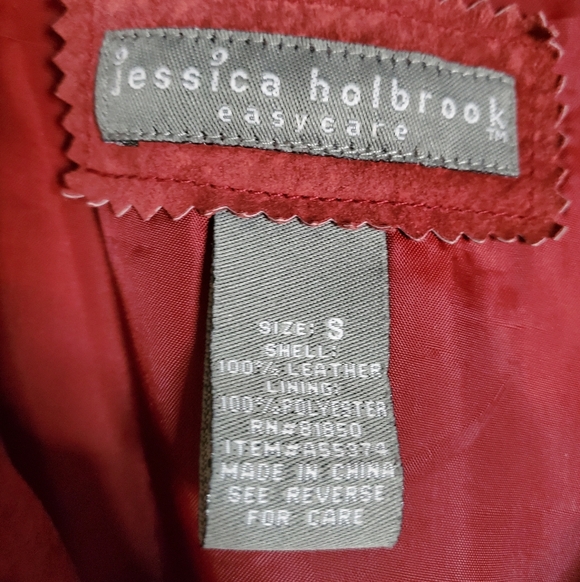 jessica holbrook
easycare ™
SIZE: S
SHELL:
100% LEATHER
LINING:
100% POLYESTER
RN#81850
ITEM#A55374
MADE IN CHINA
SEE REVERSE
FOR CARE